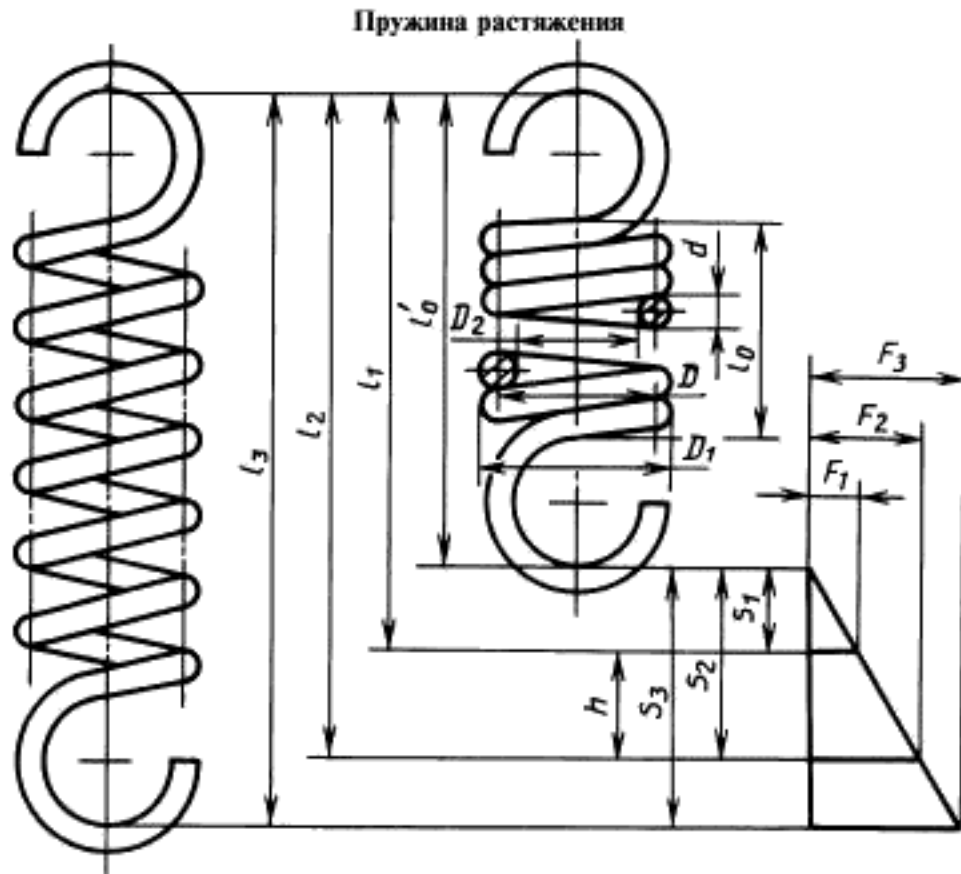 Пружина растяжения
d
l'₀
D₂
l₀
l₁
D
F₃
l₂
F₂
D₁
l₃
F₁
s₁
s₂
h
s₃